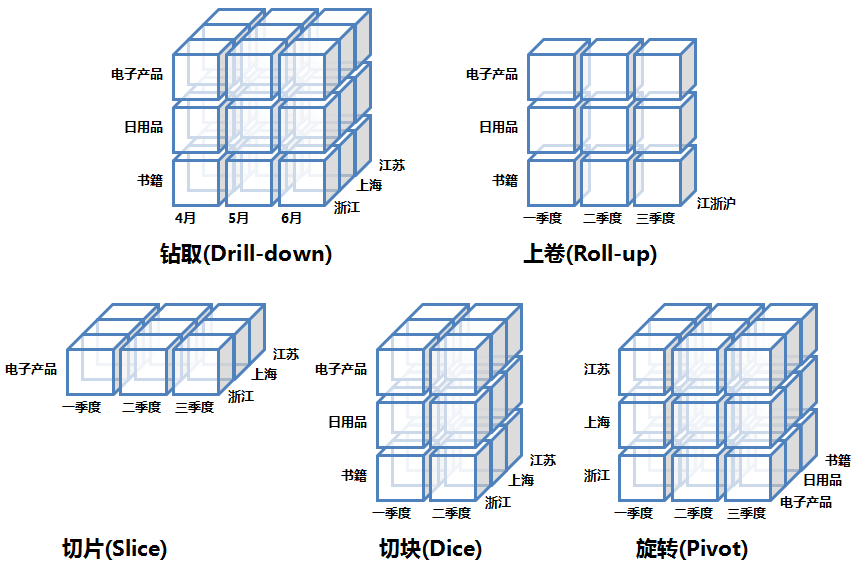 电子产品
日用品
书籍
江苏
上海
浙江
4月 5月 6月
钻取(Drill-down)
电子产品
日用品
书籍
江浙沪
一季度 二季度 三季度
上卷(Roll-up)
电子产品
江苏
上海
浙江
一季度 二季度 三季度
切片(Slice)
电子产品
日用品
书籍
江苏
上海
浙江
一季度 二季度
切块(Dice)
江苏
上海
浙江
书籍
日用品
电子产品
一季度 二季度 三季度
旋转(Pivot)